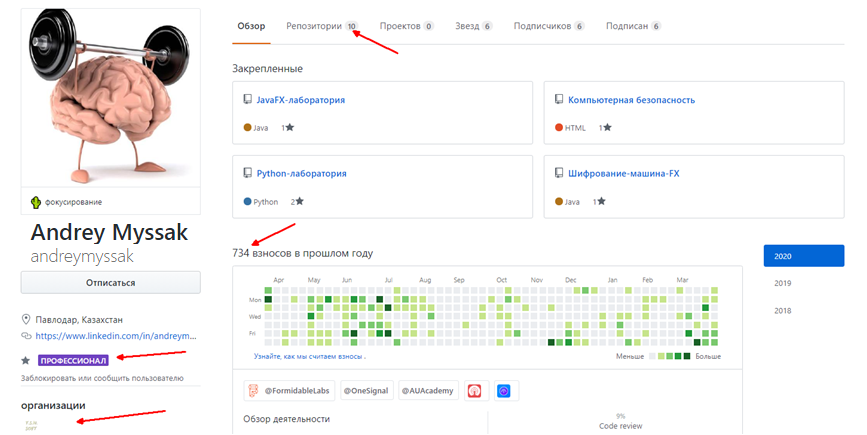 Обзор
Репозитории 10
Проектов 0
Звезд 6
Подписчиков 6
Подписан 6
Закрепленные
JavaFX-лаборатория
Java 1
Компьютерная безопасность
HTML 1
Python-лаборатория
Python 2
Шифрование-машина-FX
Java 1
фокусирование
Andrey Myssak
andreymyssak
Отписаться
Павлодар, Казахстан
https://www.linkedin.com/in/andreym...
ПРОФЕССИОНАЛ
Заблокировать или сообщить пользователю
организации
734 взносов в прошлом году
2020
2019
2018
Apr May Jun Jul Aug Sep Oct Nov Dec Jan Feb Mar
Mon
Wed
Fri
Узнайте, как мы считаем взносы .
Меньше Больше
@FormidableLabs
@OneSignal
@AUAcademy
Обзор деятельности
9%
Code review